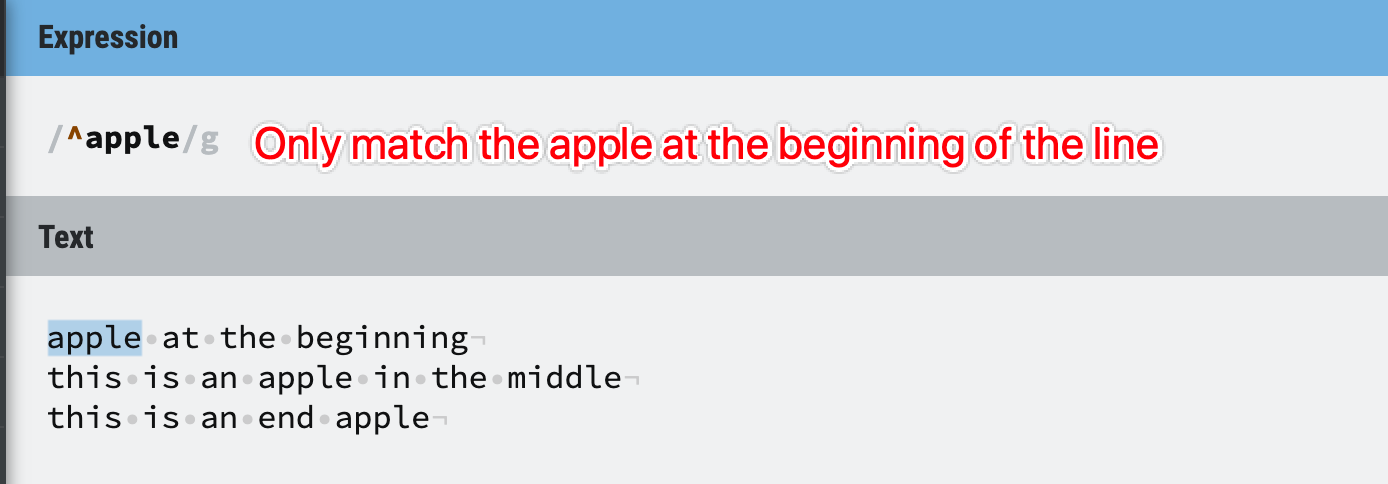 Expression
/^apple/g Only match the apple at the beginning of the line
Text
apple·at·the·beginning¬
this·is·an·apple·in·the·middle¬
this·is·an·end·apple¬